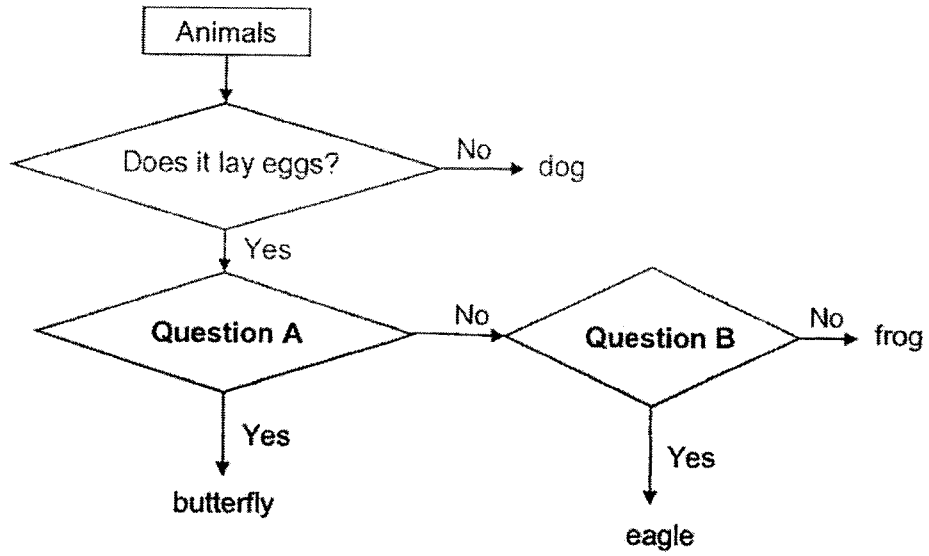 Animals
Does it lay eggs?
No
dog
Yes
Question A
No
Question B
No
frog
Yes
butterfly
Yes
eagle